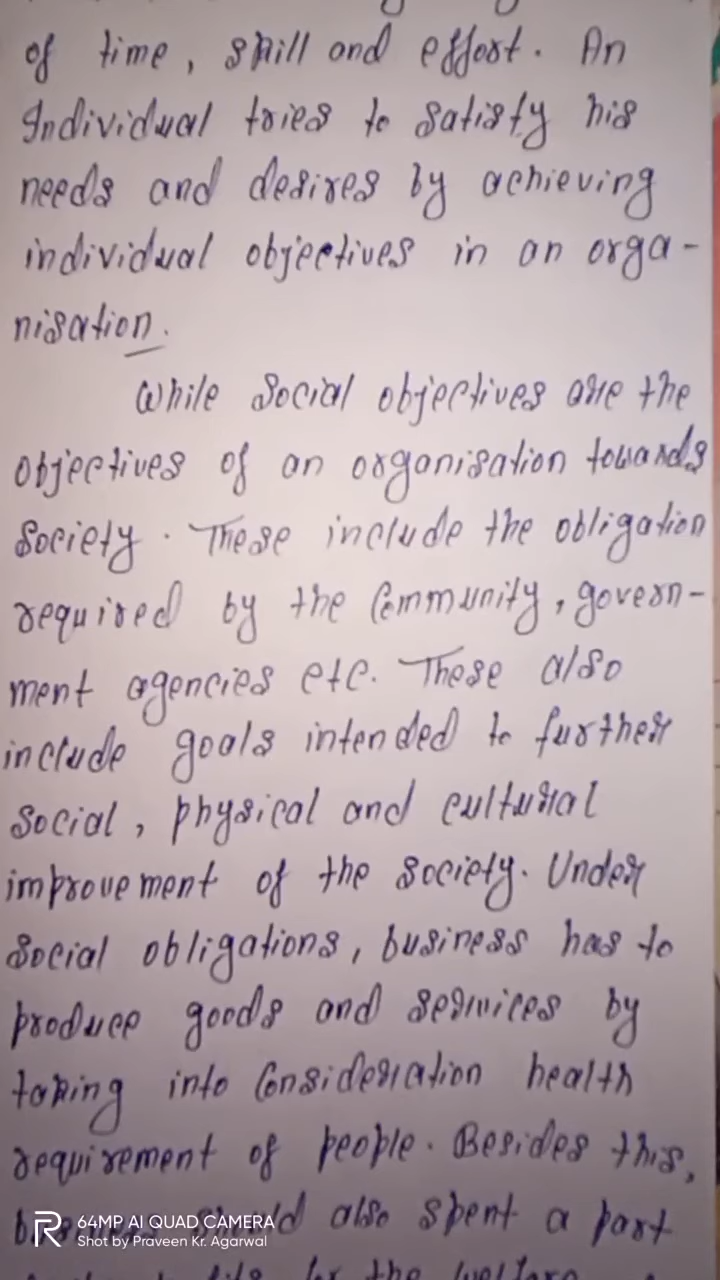 of time, skill and effort. An
Individual tries to satisfy his
needs and desires by achieving
individual objectives in an orga-
nisation.
While Social objectives are the
objectives of an organisation towards
Society. These include the obligation
required by the Community, govern-
ment agencies etc. These also
include goals intended to further
Social, physical and cultural
improvement of the society. Under
Social obligations, business has to
produce goods and services by
taking into Consideration health
requirement of people. Besides this,
also spent a part
for the welfare
64MP AI QUAD CAMERA
Shot by Praveen Kr. Agarwal